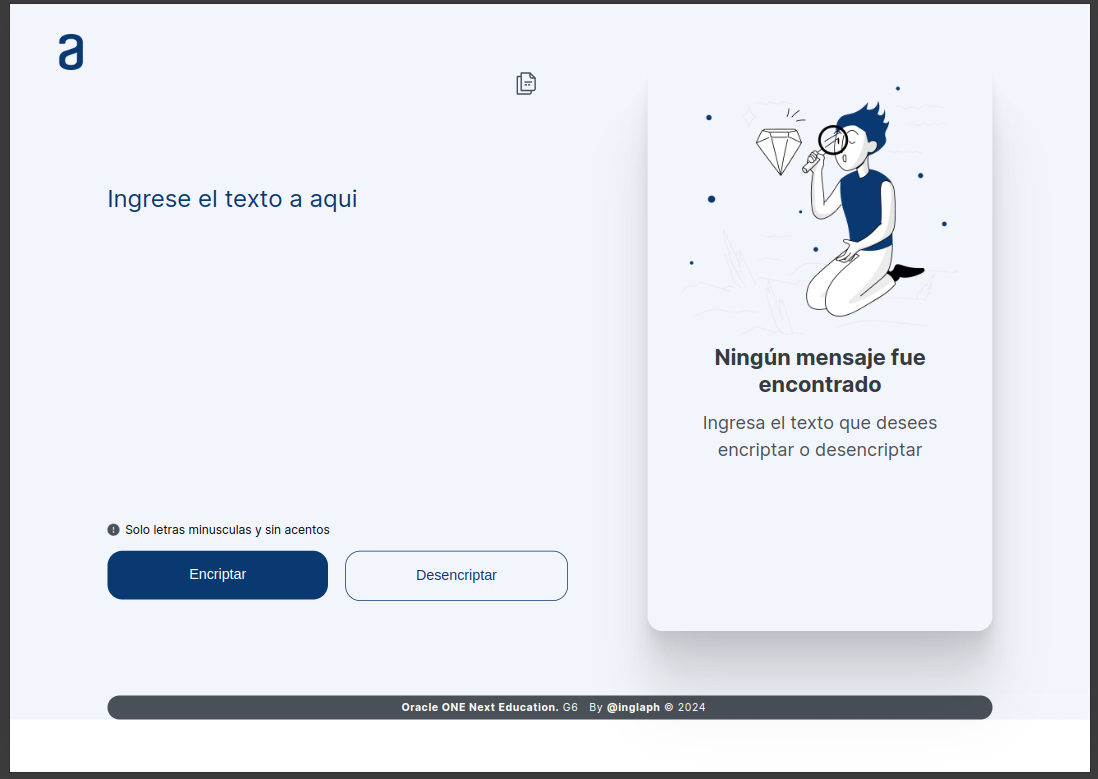 a
Ingrese el texto a aqui
Ningún mensaje fue
encontrado
Ingresa el texto que desees
encriptar o desencriptar
Solo letras minusculas y sin acentos
Encriptar
Desencriptar
Oracle ONE Next Education. G6 By @inglaph © 2024